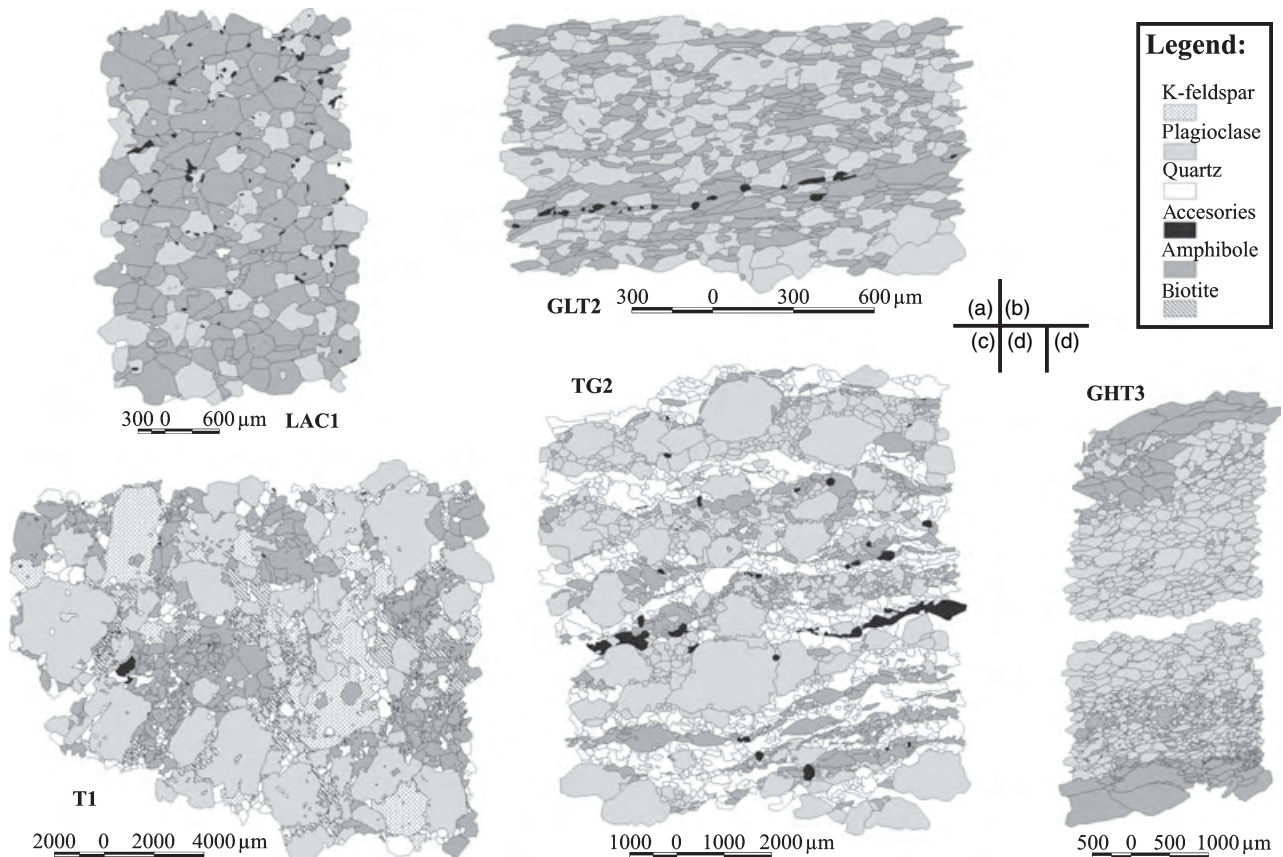 Legend:
K-feldspar
Plagioclase
Quartz
Accesories
Amphibole
Biotite
300 0 600 µm
LAC1
GLT2
300 0 300 600 µm
(a) (b)
(c) (d) (d)
TG2
GHT3
T1
2000 0 2000 4000 µm
1000 0 1000 2000 µm
500 0 500 1000 µm